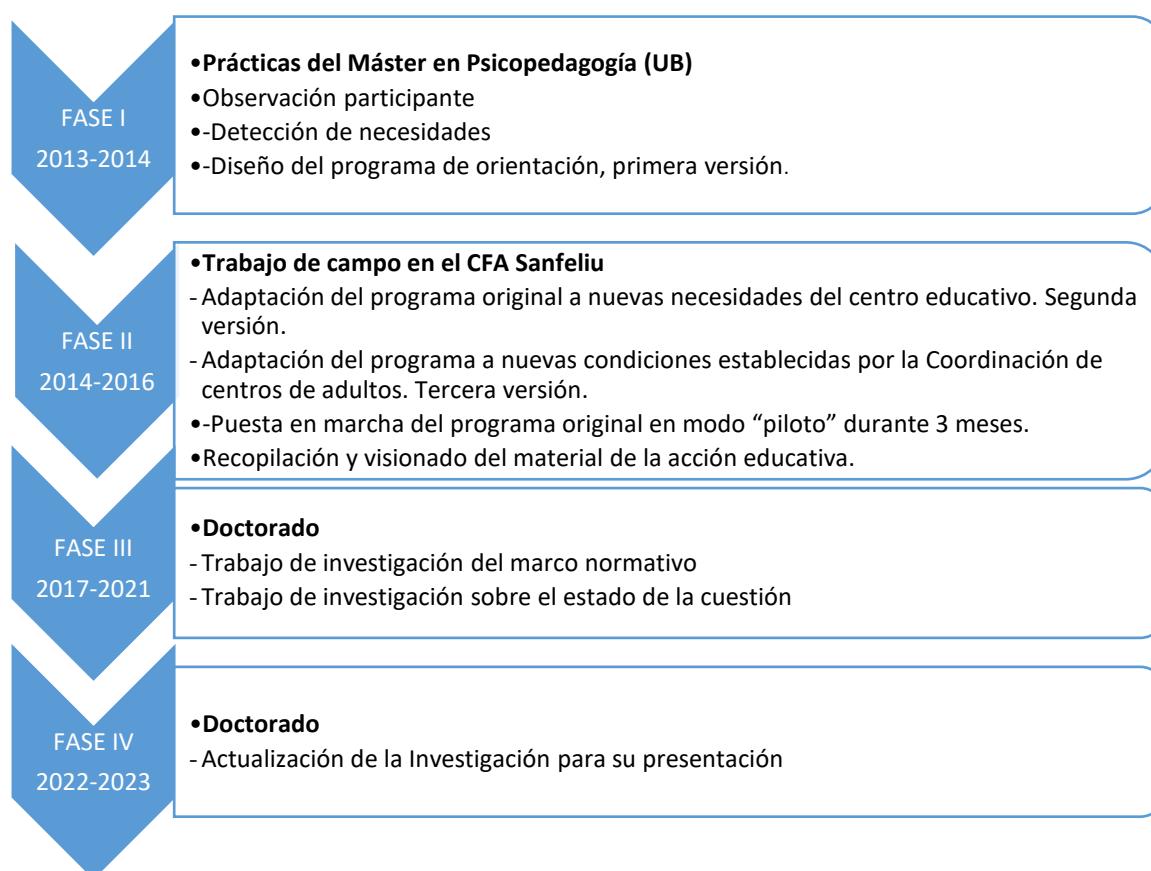 FASE I
2013-2014
•Prácticas del Máster en Psicopedagogía (UB)
•Observación participante
•-Detección de necesidades
•-Diseño del programa de orientación, primera versión.
FASE II
2014-2016
•Trabajo de campo en el CFA Sanfeliu
- Adaptación del programa original a nuevas necesidades del centro educativo. Segunda
versión.
- Adaptación del programa a nuevas condiciones establecidas por la Coordinación de
centros de adultos. Tercera versión.
•-Puesta en marcha del programa original en modo “piloto” durante 3 meses.
•Recopilación y visionado del material de la acción educativa.
FASE III
2017-2021
•Doctorado
- Trabajo de investigación del marco normativo
- Trabajo de investigación sobre el estado de la cuestión
FASE IV
2022-2023
•Doctorado
- Actualización de la Investigación para su presentación